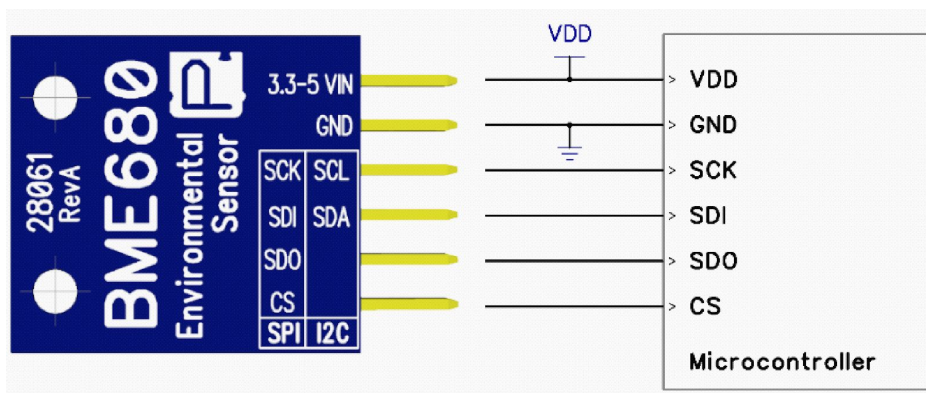 28061
RevA
BME680
Environmental
Sensor
P
3.3-5 VIN
GND
SCK SCL
SDI SDA
SDO
CS
SPI I2C
VDD
> VDD
> GND
> SCK
> SDI
> SDO
> CS
Microcontroller